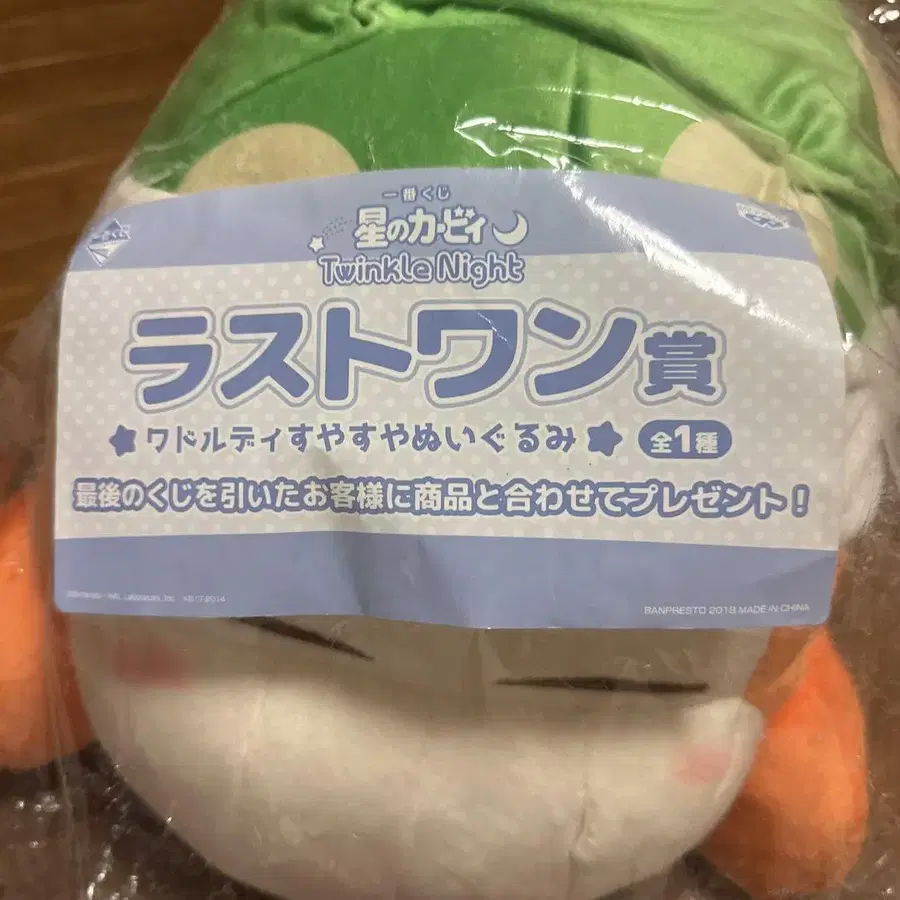 一番くじ
星のカービィ
Twinkle Night
ラストワン賞
ワドルディすやすやぬいぐるみ 全1種
最後のくじを引いたお客様に商品と合わせてプレゼント!
BANPRESTO 2018 MADE IN CHINA